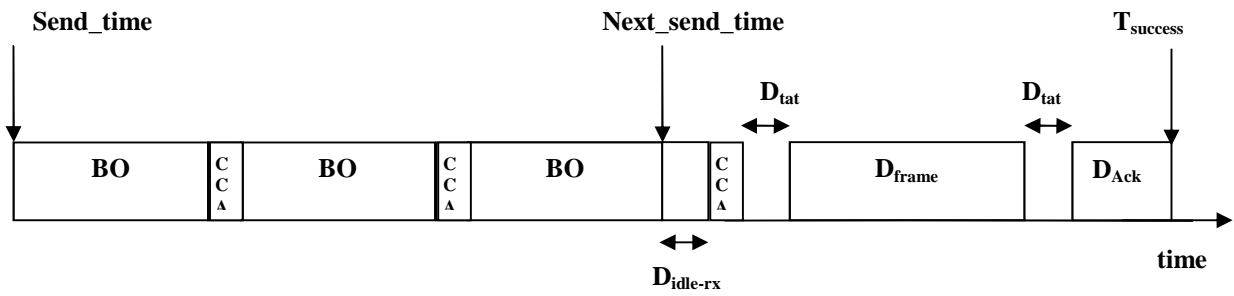 Send_time
Next_send_time
T_success
D_tat
D_tat
BO
C
C
A
BO
C
C
A
BO
C
C
A
D_frame
D_Ack
D_idle-rx
time